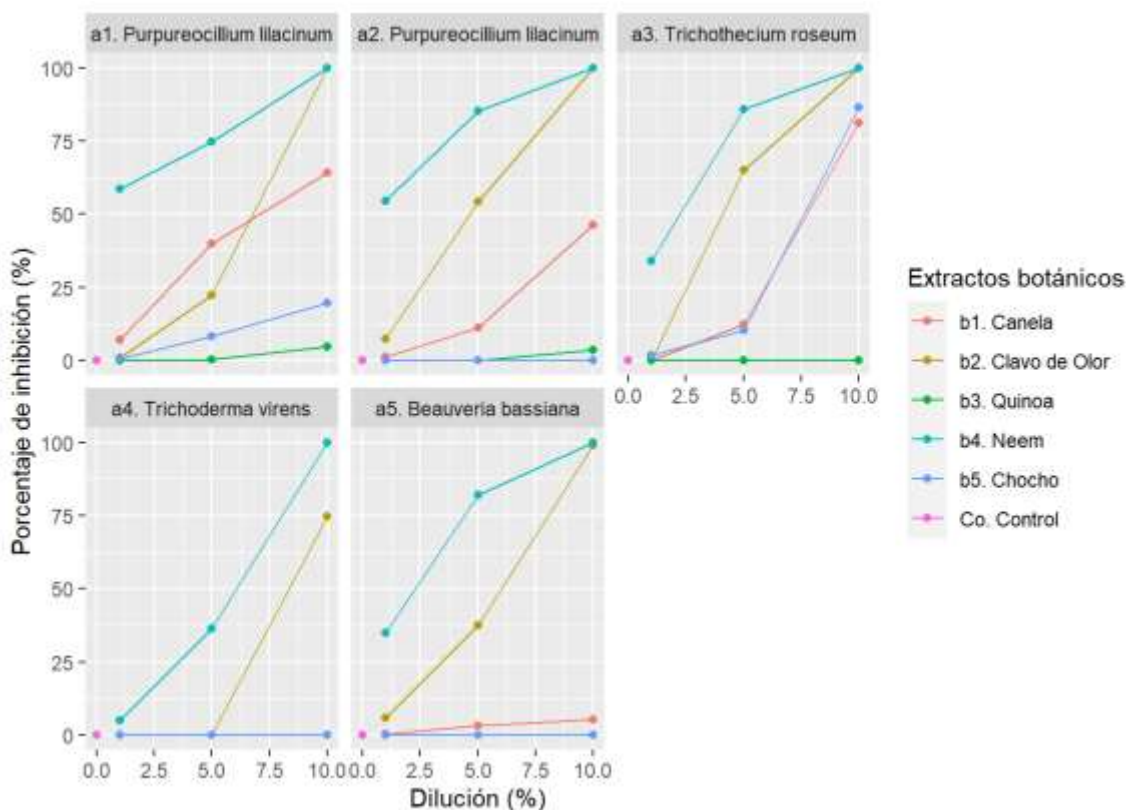 a1. Purpureocillium lilacinum
a2. Purpureocillium lilacinum
a3. Trichothecium roseum
100
75
50
25
0
0.0 2.5 5.0 7.5 10.0
a4. Trichoderma virens
a5. Beauveria bassiana
100
75
50
25
0
0.0 2.5 5.0 7.5 10.0
0.0 2.5 5.0 7.5 10.0
Dilución (%)
Porcentaje de inhibición (%)
Extractos botánicos
b1. Canela
b2. Clavo de Olor
b3. Quinoa
b4. Neem
b5. Chocho
Co. Control